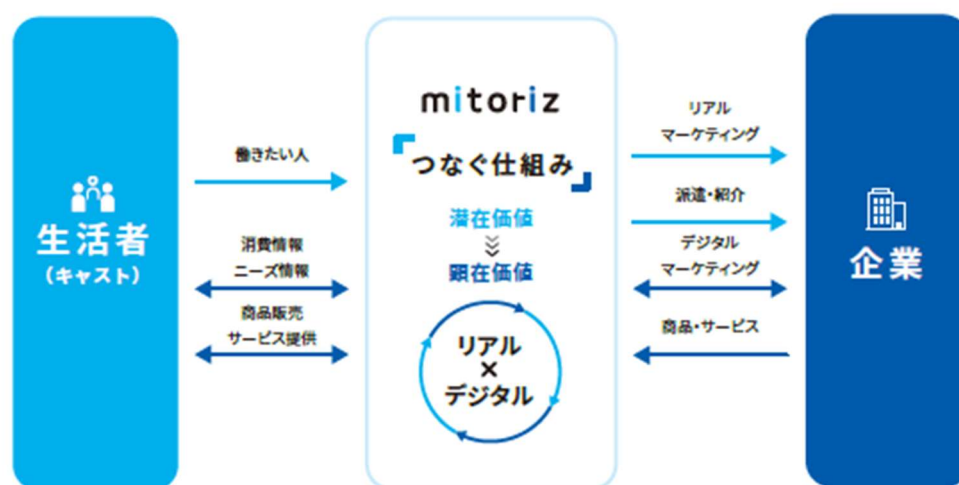 生活者
(キャスト)
働きたい人
消費情報
ニーズ情報
商品販売
サービス提供
mitoriz
つなぐ仕組み
潜在価値
顕在価値
リアル
×
デジタル
リアル
マーケティング
派遣・紹介
デジタル
マーケティング
商品・サービス
企業